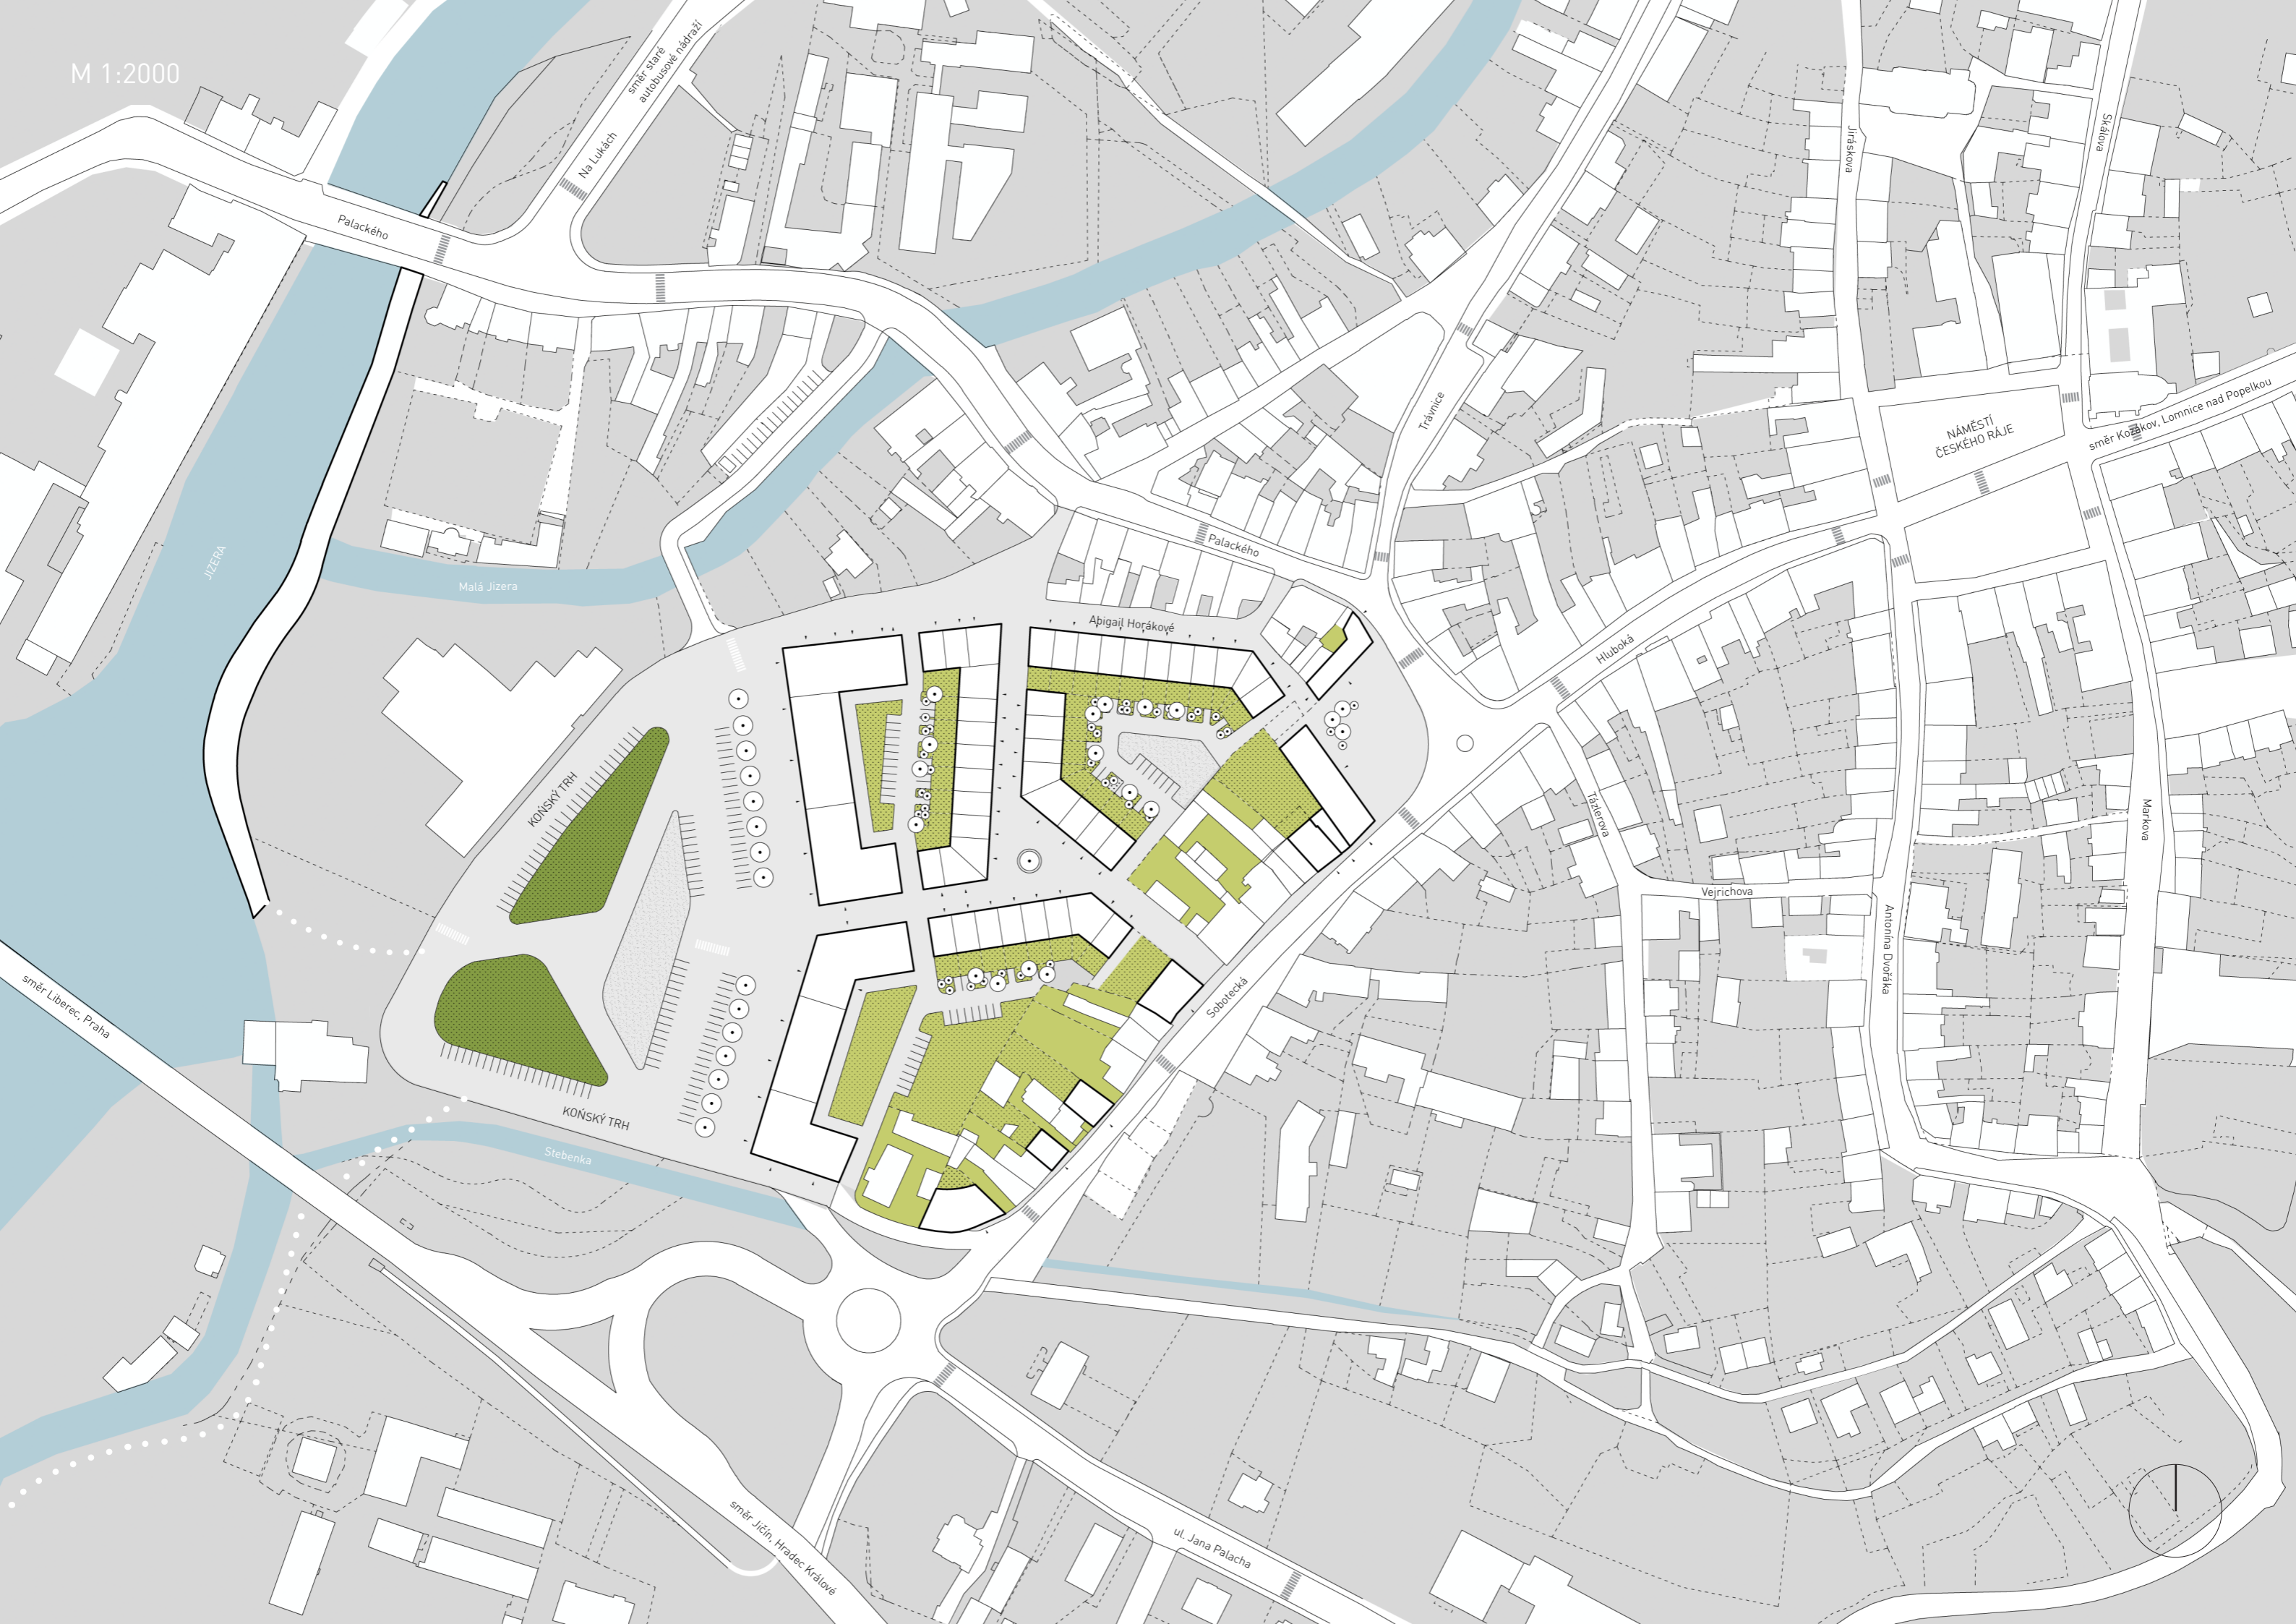 M 1:2000
směr staré
autobusové nádraží
Na Lukách
Palackého
Jiráskova
Skálova
Trávnice
NÁMĚSTÍ
ČESKÉHO RÁJE
směr Kozákov, Lomnice nad Popelkou
JIZERA
Malá Jizera
Palackého
Abigail Horákové
Hluboká
KOŇSKÝ TRH
Tázlerova
Markova
Vejrichova
Antonína Dvořáka
směr Liberec, Praha
Sobotecká
KOŇSKÝ TRH
Stebenka
směr Jičín, Hradec Králové
ul. Jana Palacha